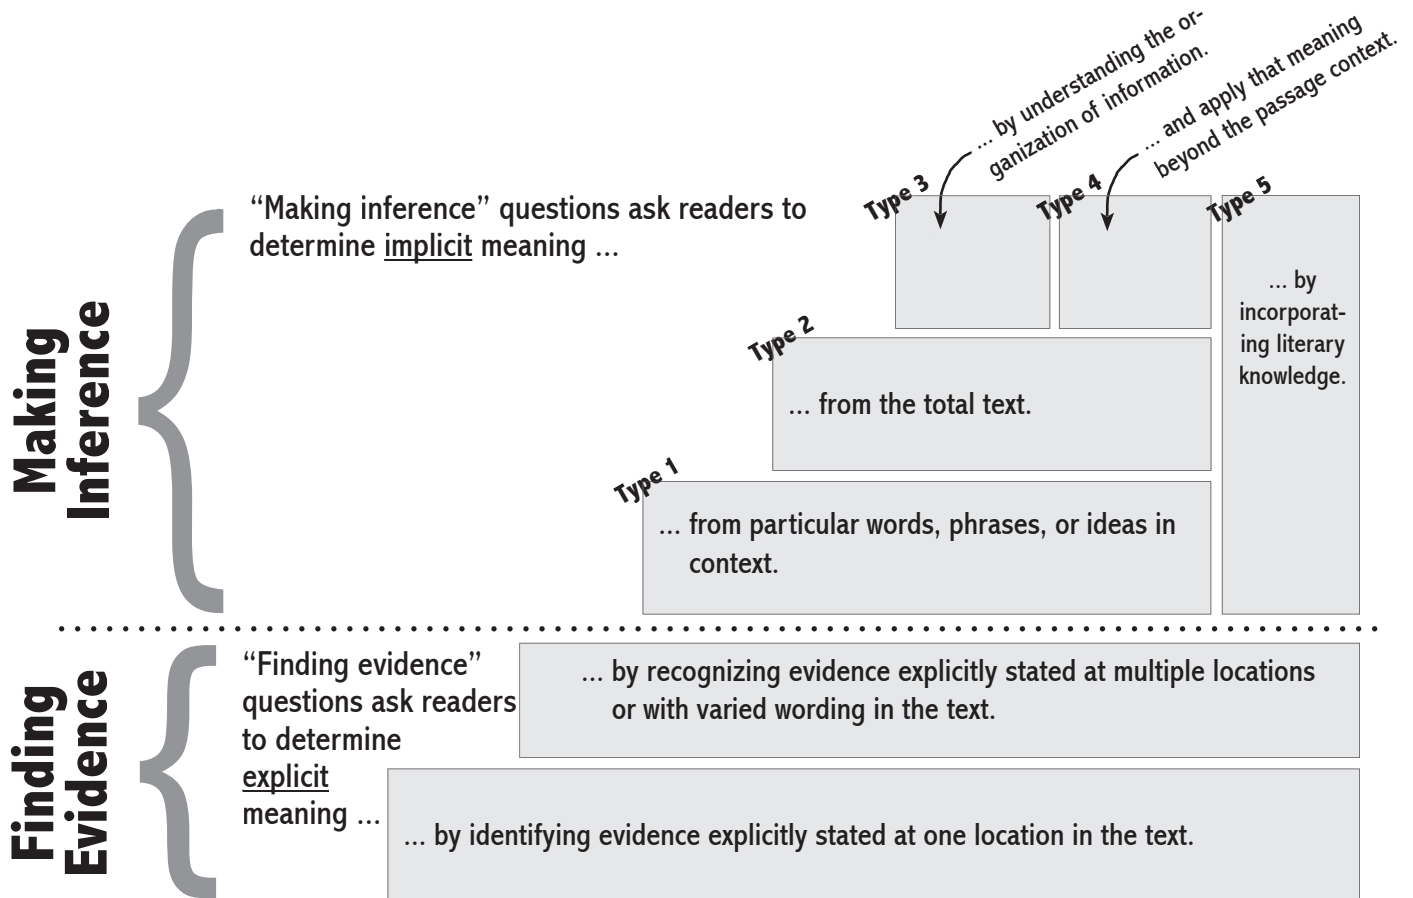 ... by understanding the or-
ganization of information.
... and apply that meaning
beyond the passage context.
Type 3
Type 4
Type 5
“Making inference” questions ask readers to
determine implicit meaning ...
Making
Inference
... by
incorporat-
ing literary
knowledge.
Type 2
... from the total text.
Type 1
... from particular words, phrases, or ideas in
context.
Finding
Evidence
“Finding evidence”
questions ask readers
to determine
explicit
meaning ...
... by recognizing evidence explicitly stated at multiple locations
or with varied wording in the text.
... by identifying evidence explicitly stated at one location in the text.